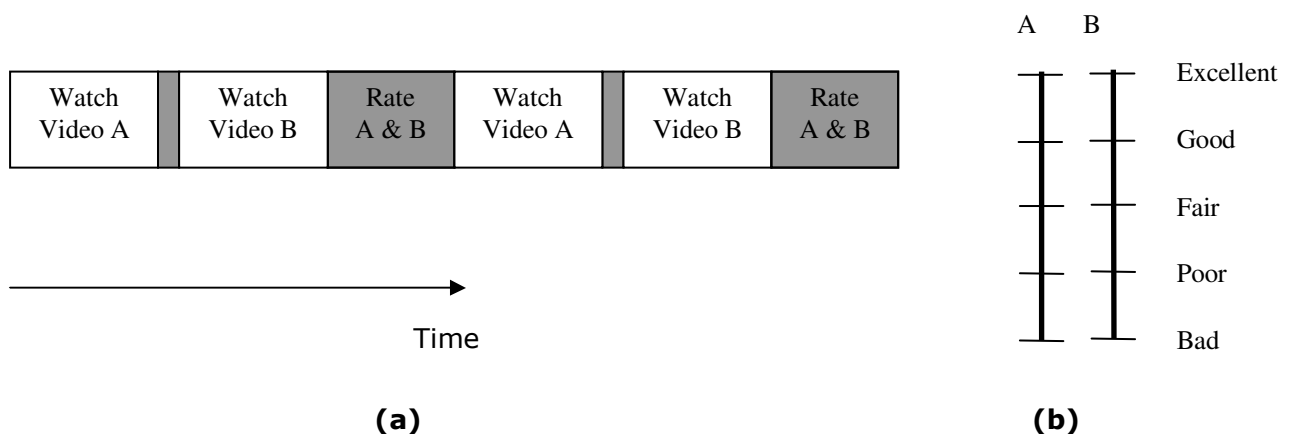 A B
Watch Video A
Watch Video B
Rate A & B
Watch Video A
Watch Video B
Rate A & B
Excellent
Good
Fair
Poor
Bad
Time
(a)
(b)